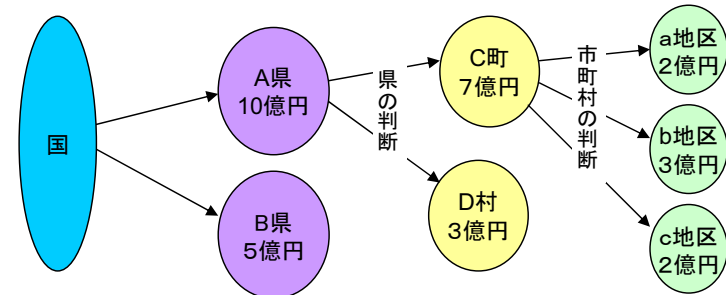 国
A県
10億円
B県
5億円
県の判断
C町
7億円
D村
3億円
市町村の判断
a地区
2億円
b地区
3億円
c地区
2億円